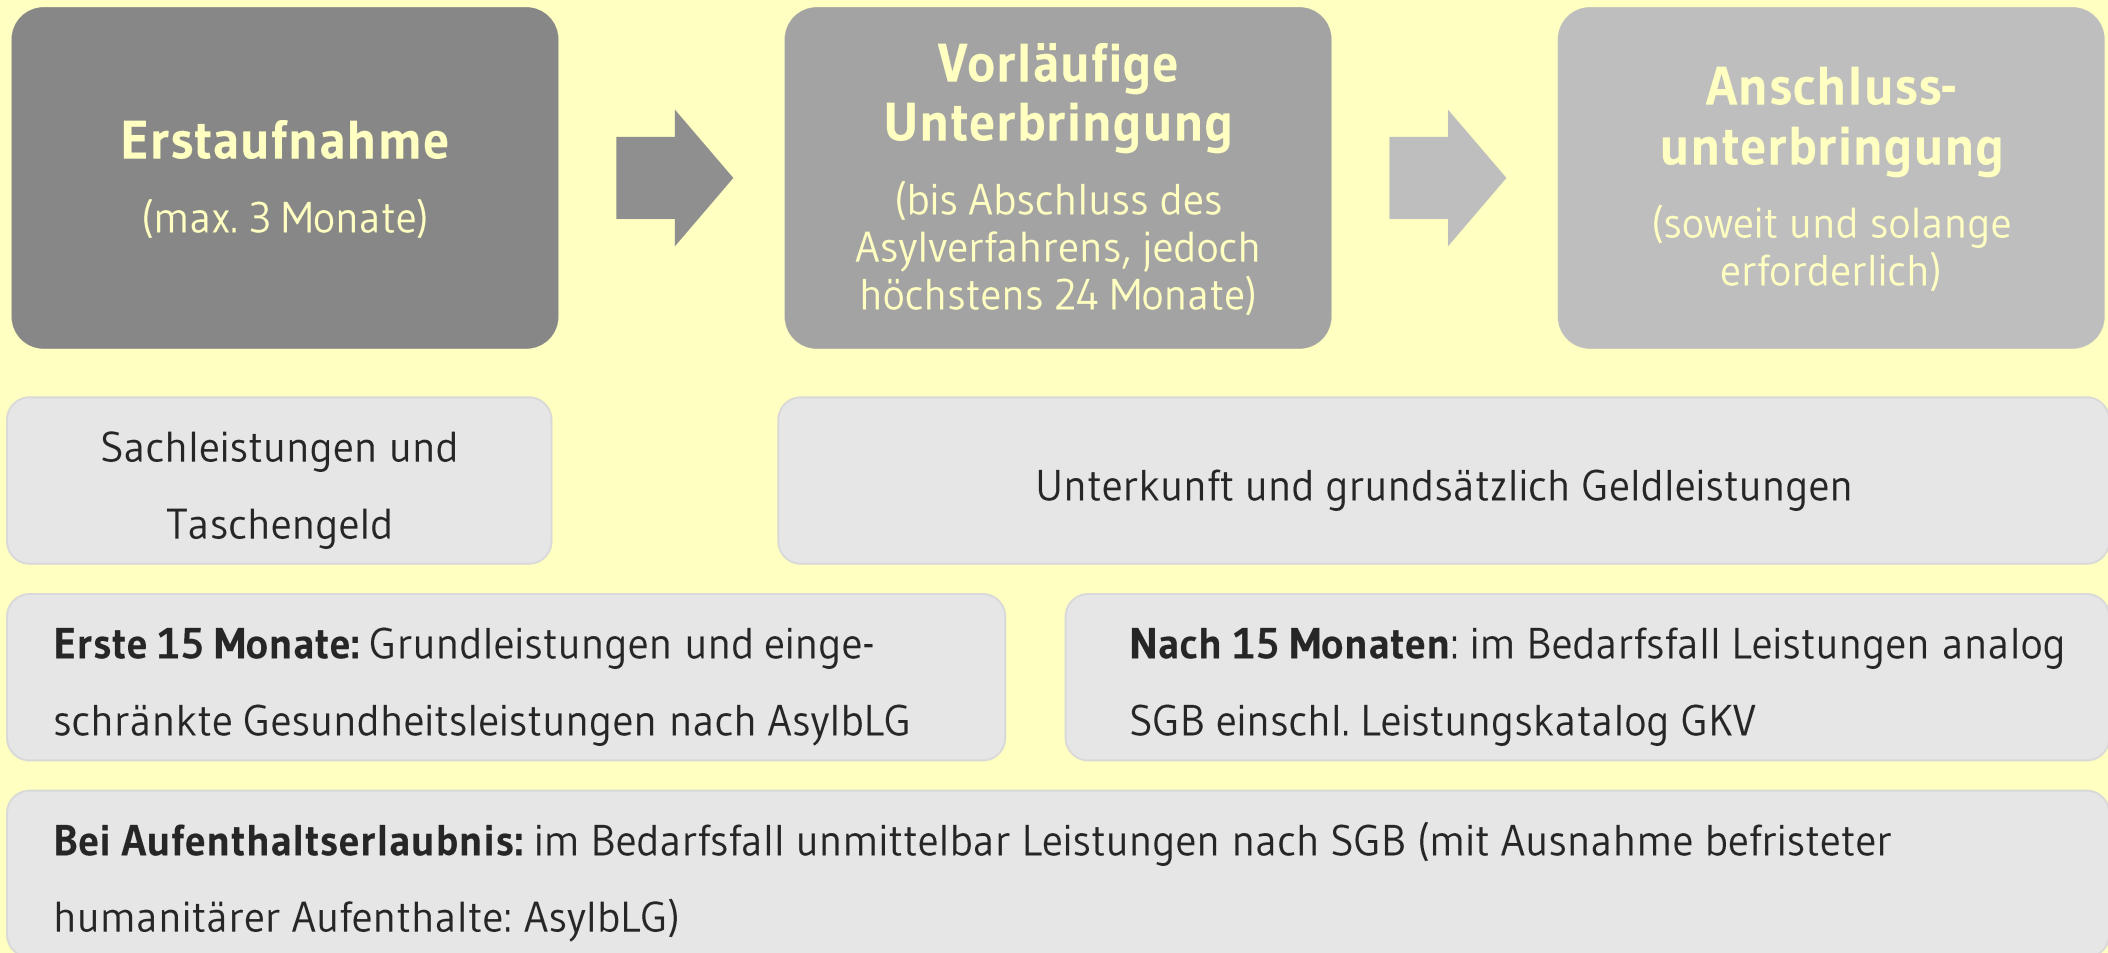 Erstaufnahme
(max. 3 Monate)
Vorläufige
Unterbringung
(bis Abschluss des
Asylverfahrens, jedoch
höchstens 24 Monate)
Anschluss-
unterbringung
(soweit und solange
erforderlich)
Sachleistungen und
Taschengeld
Unterkunft und grundsätzlich Geldleistungen
Erste 15 Monate: Grundleistungen und einge-
schränkte Gesundheitsleistungen nach AsylbLG
Nach 15 Monaten: im Bedarfsfall Leistungen analog
SGB einschl. Leistungskatalog GKV
Bei Aufenthaltserlaubnis: im Bedarfsfall unmittelbar Leistungen nach SGB (mit Ausnahme befristeter
humanitärer Aufenthalte: AsylbLG)